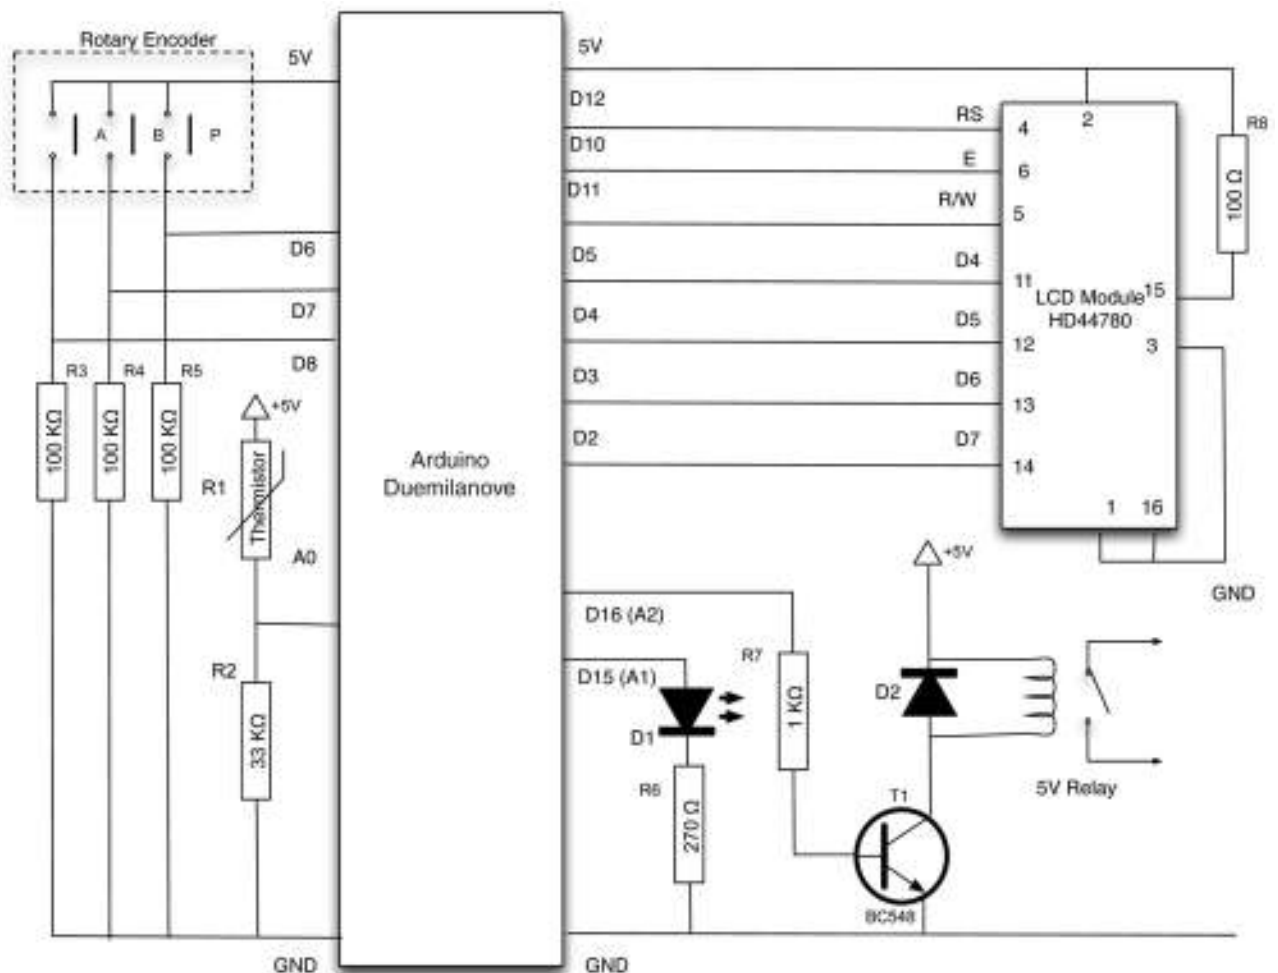 Rotary Encoder
5V
A
B
P
D6
D7
D8
R3
R4
R5
100 KΩ
100 KΩ
100 KΩ
+5V
R1
Thermistor
A0
R2
33 KΩ
GND
Arduino
Duemilanove
5V
D12
D10
D11
D5
D4
D3
D2
RS
E
R/W
D4
D5
D6
D7
4
6
5
11
12
13
14
2
LCD Module
HD44780
15
3
1
16
R8
100 Ω
GND
D16 (A2)
D15 (A1)
D1
R6
270 Ω
R7
1 KΩ
+5V
D2
5V Relay
T1
BC548
GND